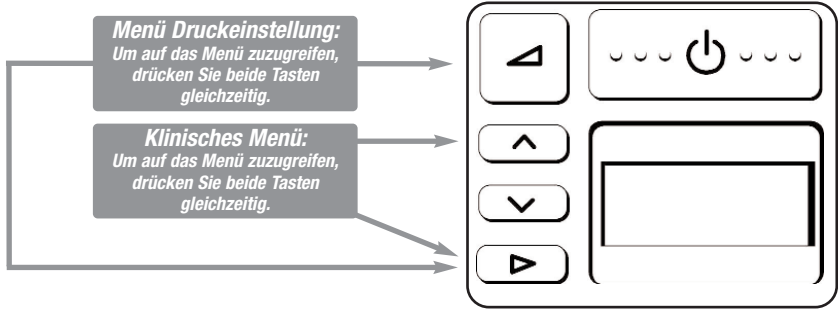 Menü Druckeinstellung:
Um auf das Menü zuzugreifen,
drücken Sie beide Tasten
gleichzeitig.
Klinisches Menü:
Um auf das Menü zuzugreifen,
drücken Sie beide Tasten
gleichzeitig.